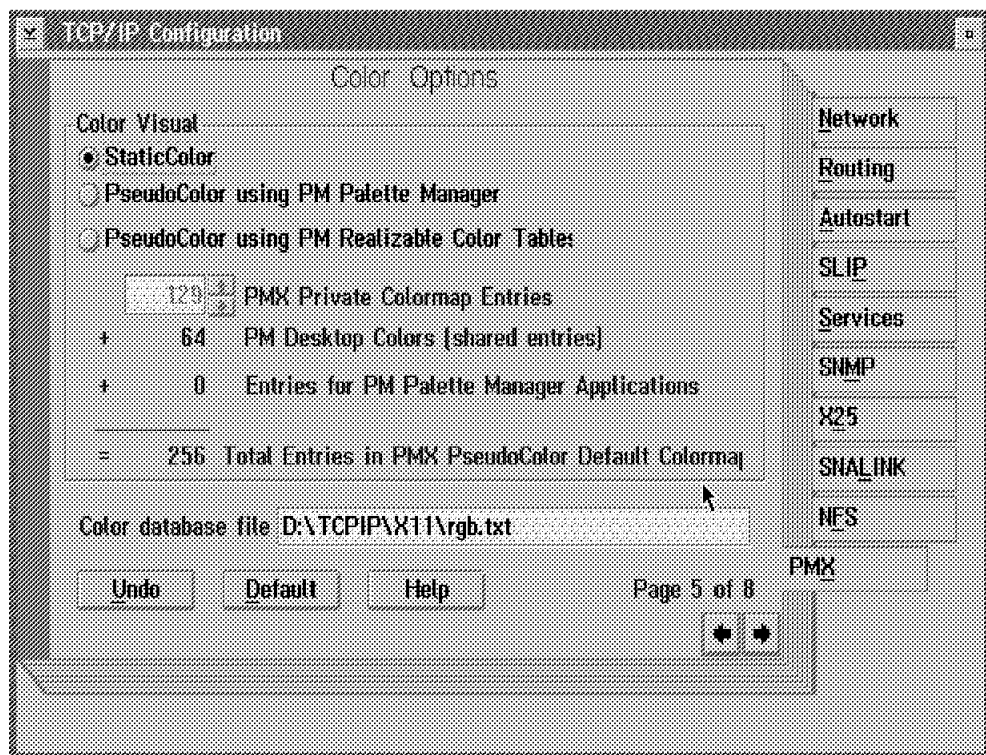 TCP/IP Configuration
Color Options
Color Visual
StaticColor
PseudoColor using PM Palette Manager
PseudoColor using PM Realizable Color Tables
PMX Private Colormap Entries
+ 64 PM Desktop Colors (shared entries)
+ 0 Entries for PM Palette Manager Applications
= 256 Total Entries in PMX PseudoColor Default Colormap
Color database file D:\TCPIP\X11\rgb.txt
Undo Default Help Page 5 of 8
Network
Routing
Autostart
SLIP
Services
SNMP
X25
SNALINK
NFS
PMX